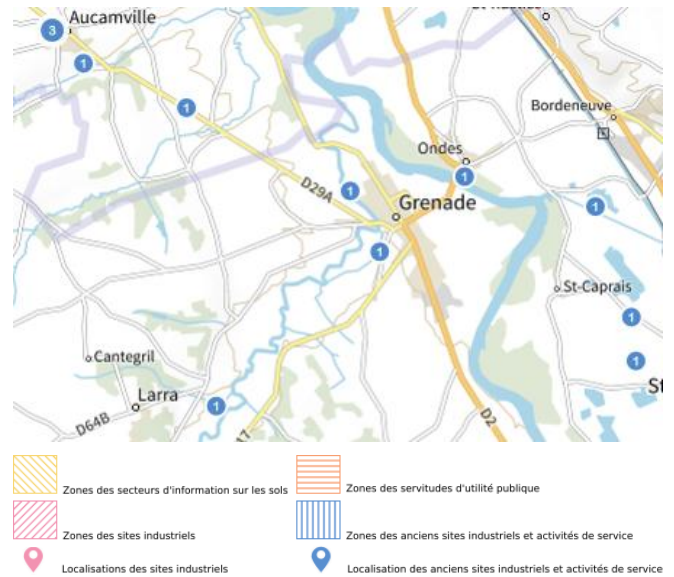 3
Aucamville
1
1
Bordeneuve
Ondes
1
D29A
1
Grenade
1
1
St-Caprais
1
Cantegril
1
St
Larra
1
D64B
D2
17
Zones des secteurs d'information sur les sols
Zones des servitudes d'utilité publique
Zones des sites industriels
Zones des anciens sites industriels et activités de service
Localisations des sites industriels
Localisation des anciens sites industriels et activités de service